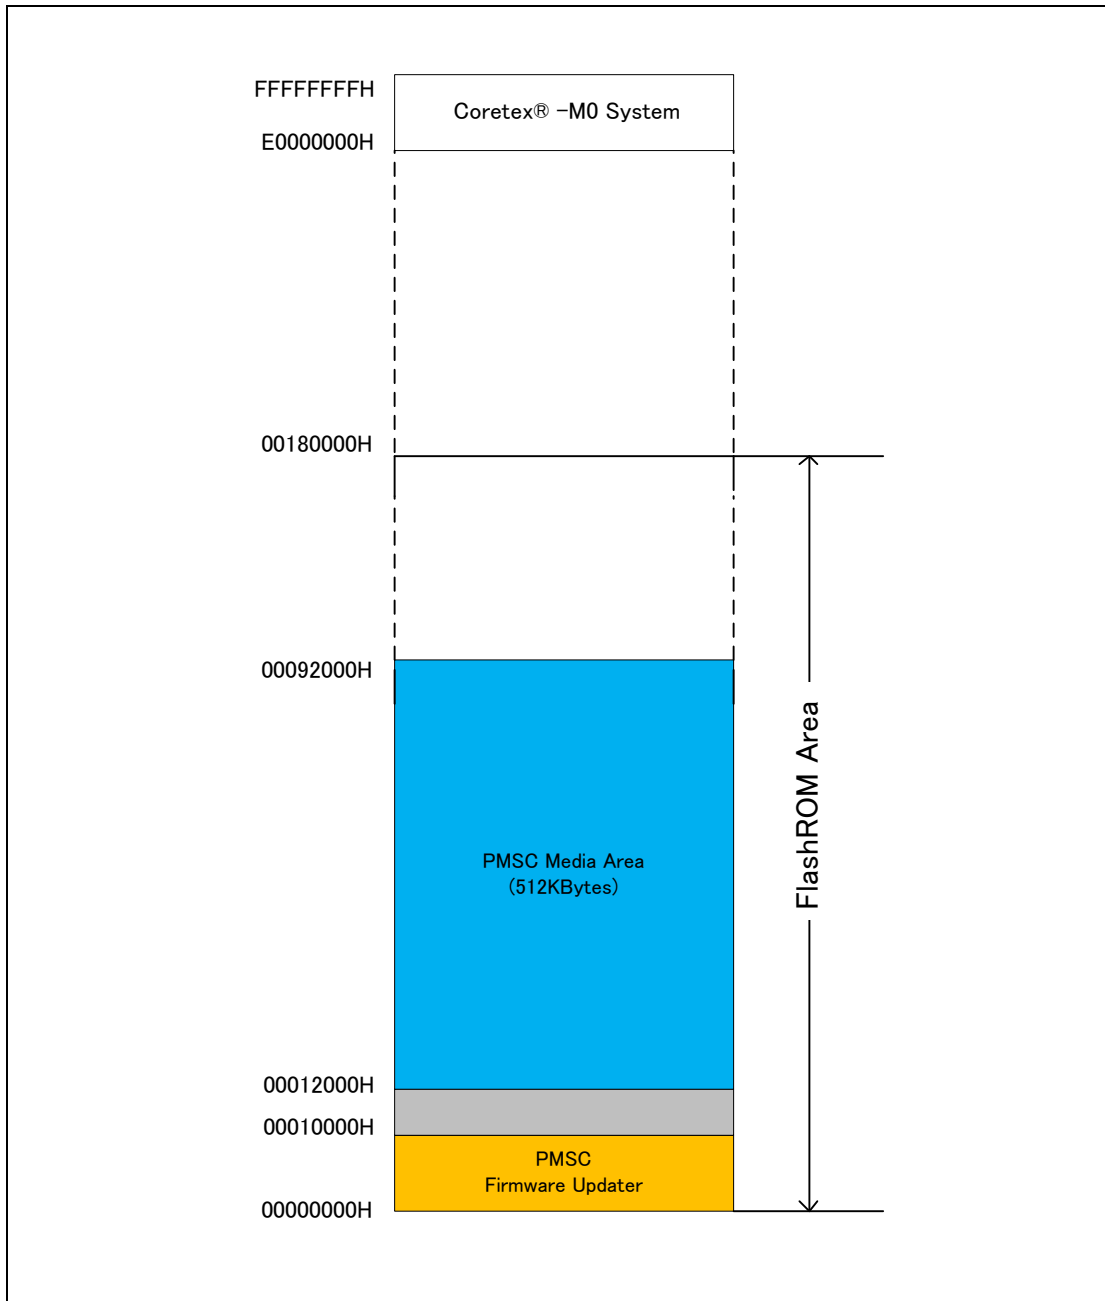 FFFFFFFFH
Coretex® -M0 System
E0000000H
00180000H
00092000H
FlashROM Area
PMSC Media Area
(512KBytes)
00012000H
00010000H
PMSC
Firmware Updater
00000000H